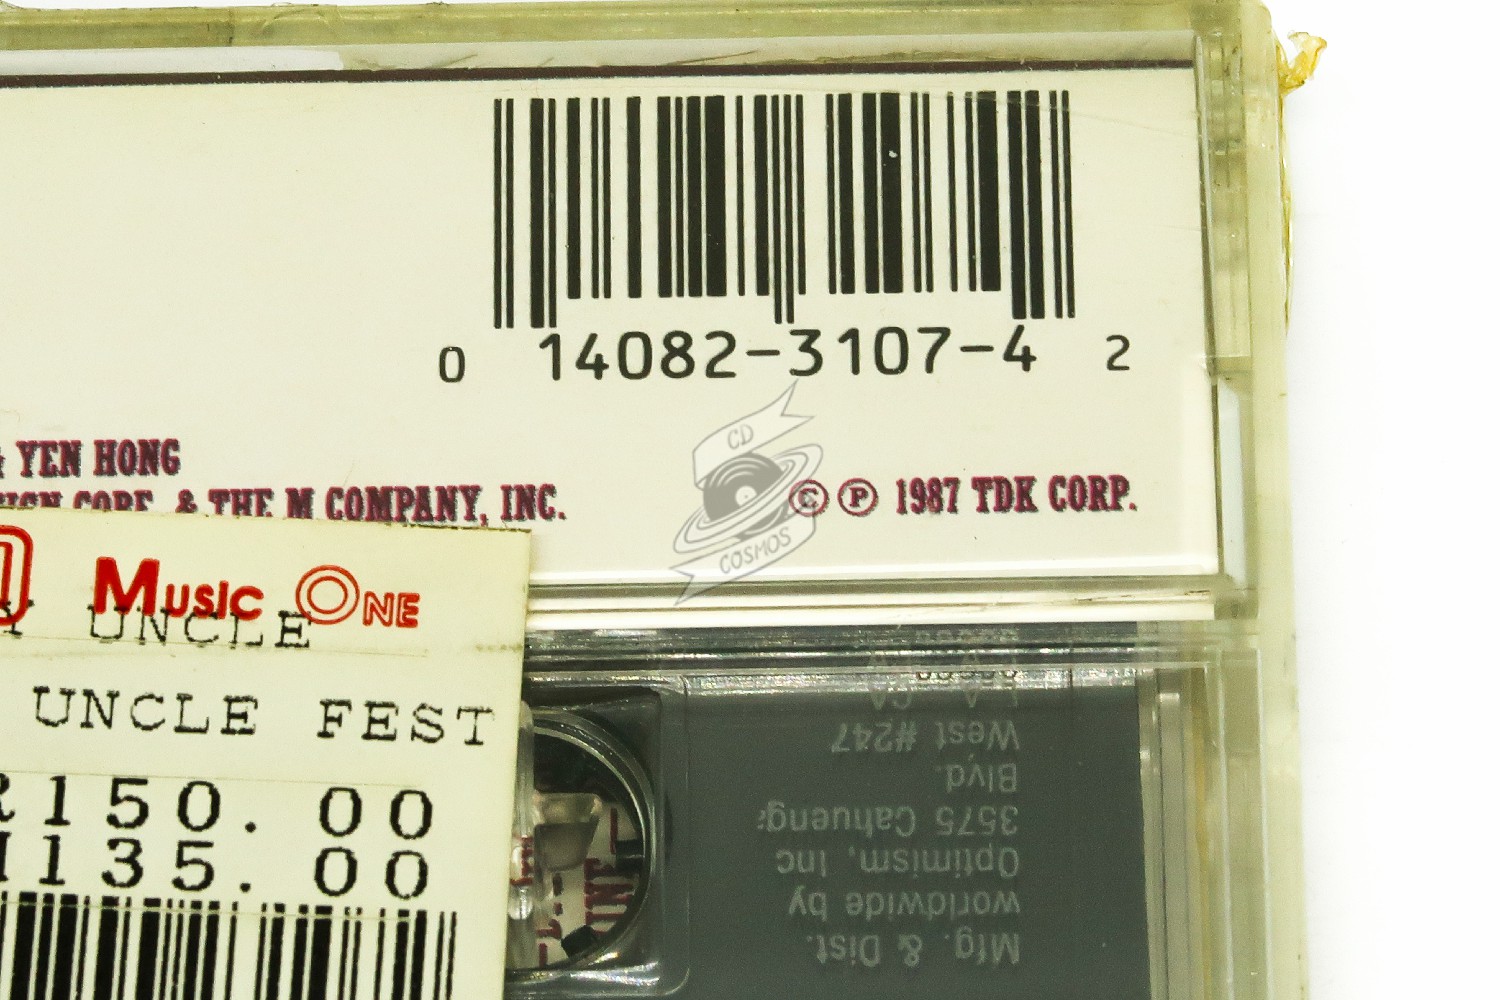 0 14082-3107-4 2
& YEN HONG
& THE M COMPANY, INC.
© ℗ 1987 TDK CORP.
CD
COSMOS
MUSIC ONE
UNCLE
UNCLE FEST
150.00
135.00
Mfg. & Dist.
worldwide by
Optimism, Inc
3575 Cahueng
Blvd.
West #247